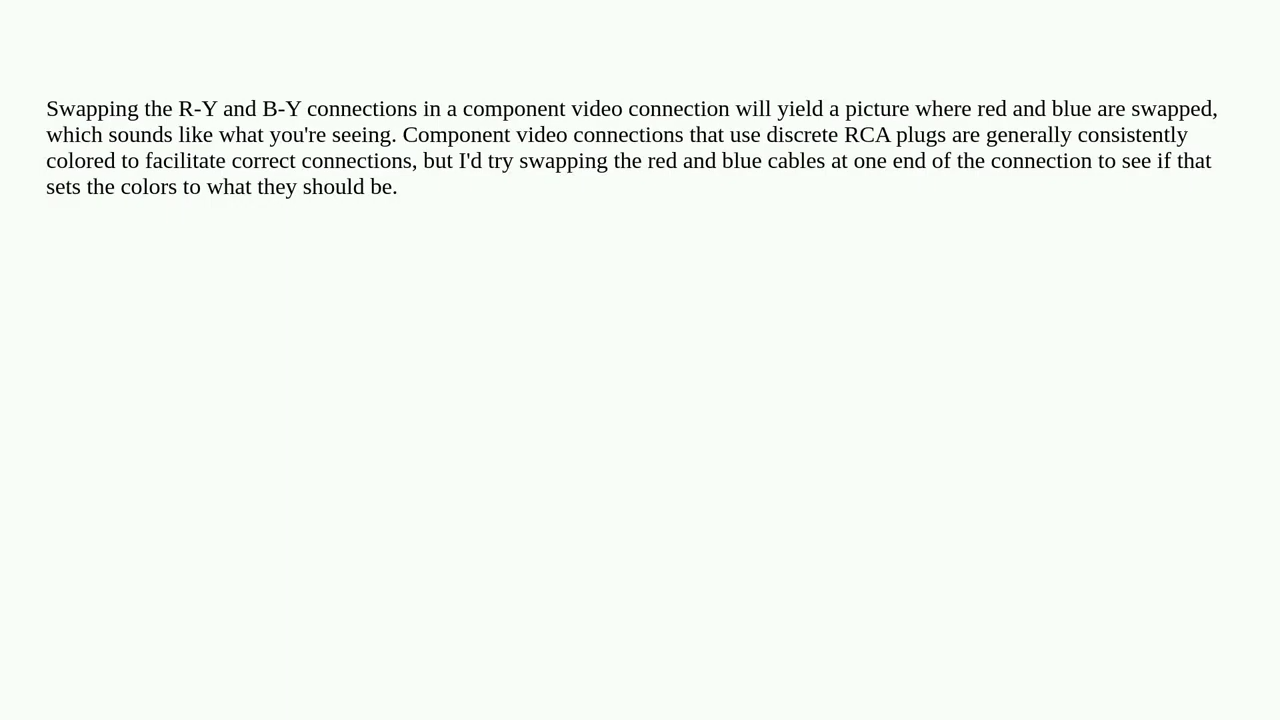 Swapping the R-Y and B-Y connections in a component video connection will yield a picture where red and blue are swapped,
which sounds like what you're seeing. Component video connections that use discrete RCA plugs are generally consistently
colored to facilitate correct connections, but I'd try swapping the red and blue cables at one end of the connection to see if that
sets the colors to what they should be.